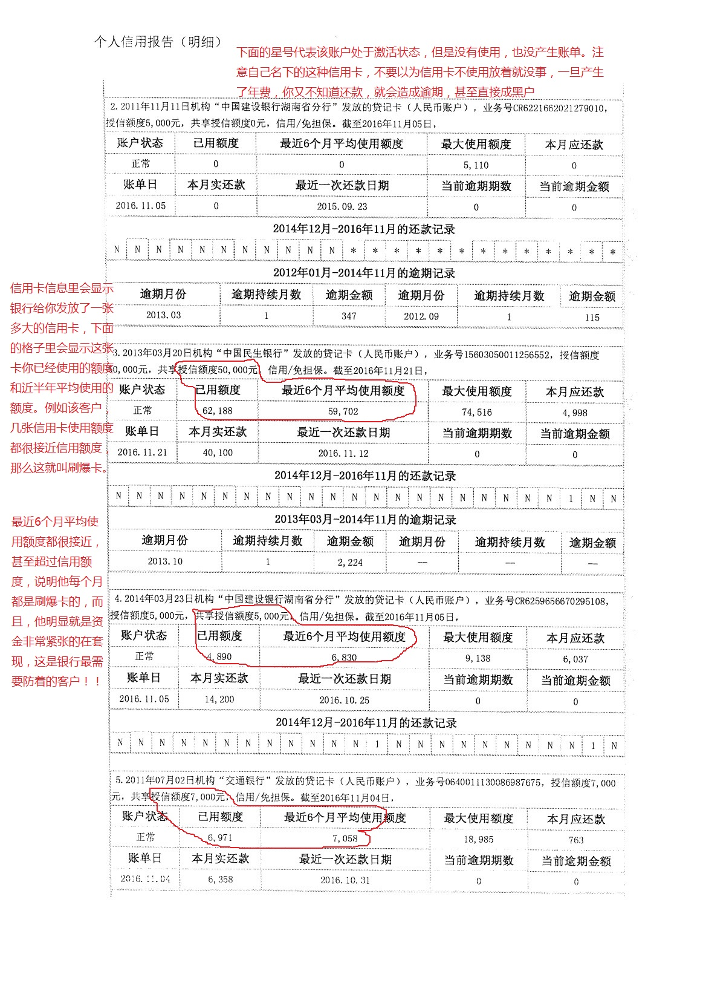 个人信用报告（明细）
下面的星号代表该账户处于激活状态，但是没有使用，也没产生账单。注
意自己名下的这种信用卡，不要以为信用卡不使用放着就没事，一旦产生
了年费，你又不知道还款，就会造成逾期，甚至直接成黑户
2.2011年11月11日机构“中国建设银行湖南省分行”发放的贷记卡（人民币账户），业务号CR6221662021279010，
授信额度5,000元，共享授信额度0元，信用/免担保。截至2016年11月05日，
账户状态 已用额度 最近6个月平均使用额度 最大使用额度 本月应还款
正常 0 0 5,110 0
账单日 本月实还款 最近一次还款日期 当前逾期期数 当前逾期金额
2016.11.05 0 2015.09.23 0 0
2014年12月-2016年11月的还款记录
N N N N N N N N N N N * * * * * * * * * * * * *
2012年01月-2014年11月的逾期记录
逾期月份 逾期持续月数 逾期金额 逾期月份 逾期持续月数 逾期金额
2013.03 1 347 2012.09 1 115
信用卡信息里会显示
银行给你发放了一张
多大的信用卡，下面
的格子里会显示这张
卡你已经使用的额度
和近半年平均使用的
额度。例如该客户，
几张信用卡使用额度
都很接近信用额度，
那么这就叫刷爆卡。
3.2013年03月20日机构“中国民生银行”发放的贷记卡（人民币账户），业务号15603050011256552，授信额度
0,000元，共享授信额度50,000元，信用/免担保。截至2016年11月21日，
账户状态 已用额度 最近6个月平均使用额度 最大使用额度 本月应还款
正常 62,188 59,702 74,516 4,998
账单日 本月实还款 最近一次还款日期 当前逾期期数 当前逾期金额
2016.11.21 40,100 2016.11.12 0 0
2014年12月-2016年11月的还款记录
N N N N N N N N N N N N N N N N N N N N N 1 N N
2013年03月-2014年11月的逾期记录
逾期月份 逾期持续月数 逾期金额 逾期月份 逾期持续月数 逾期金额
2013.10 1 2,224 -- -- --
最近6个月平均使
用额度都很接近，
甚至超过信用额
度，说明他每个月
都是刷爆卡的，而
且，他明显就是资
金非常紧张的在套
现，这是银行最需
要防着的客户！！
4.2014年03月23日机构“中国建设银行湖南省分行”发放的贷记卡（人民币账户），业务号CR6259656670295108，
授信额度5,000元，共享授信额度5,000元，信用/免担保。截至2016年11月05日，
账户状态 已用额度 最近6个月平均使用额度 最大使用额度 本月应还款
正常 4,890 6,830 9,138 6,037
账单日 本月实还款 最近一次还款日期 当前逾期期数 当前逾期金额
2016.11.05 14,200 2016.10.25 0 0
2014年12月-2016年11月的还款记录
N N N N N N N N N N N N 1 N N N N N N N N N 1 N
5.2011年07月02日机构“交通银行”发放的贷记卡（人民币账户），业务号0640011130086987675，授信额度7,000
元，共享授信额度7,000元，信用/免担保。截至2016年11月04日，
账户状态 已用额度 最近6个月平均使用额度 最大使用额度 本月应还款
正常 6,971 7,058 18,985 763
账单日 本月实还款 最近一次还款日期 当前逾期期数 当前逾期金额
2016.11.04 6,358 2016.10.31 0 0